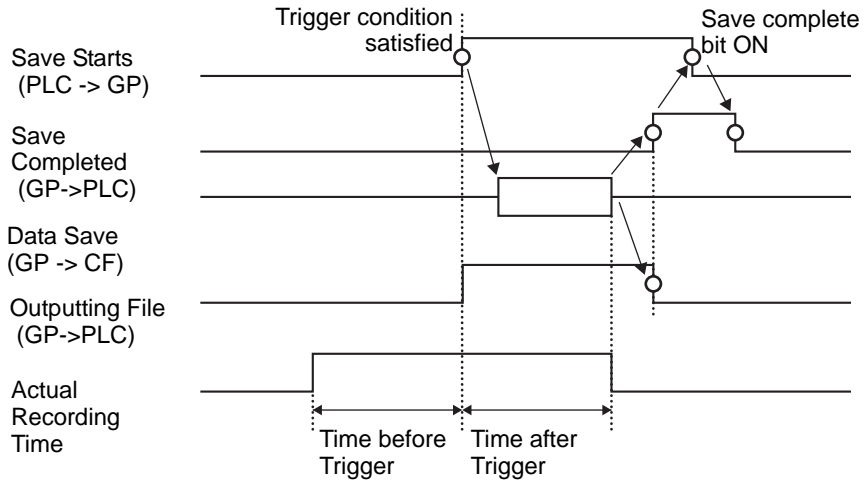 Trigger condition
satisfied
Save complete
bit ON
Save Starts
(PLC -> GP)
Save
Completed
(GP->PLC)
Data Save
(GP -> CF)
Outputting File
(GP->PLC)
Actual
Recording
Time
Time before
Trigger
Time after
Trigger